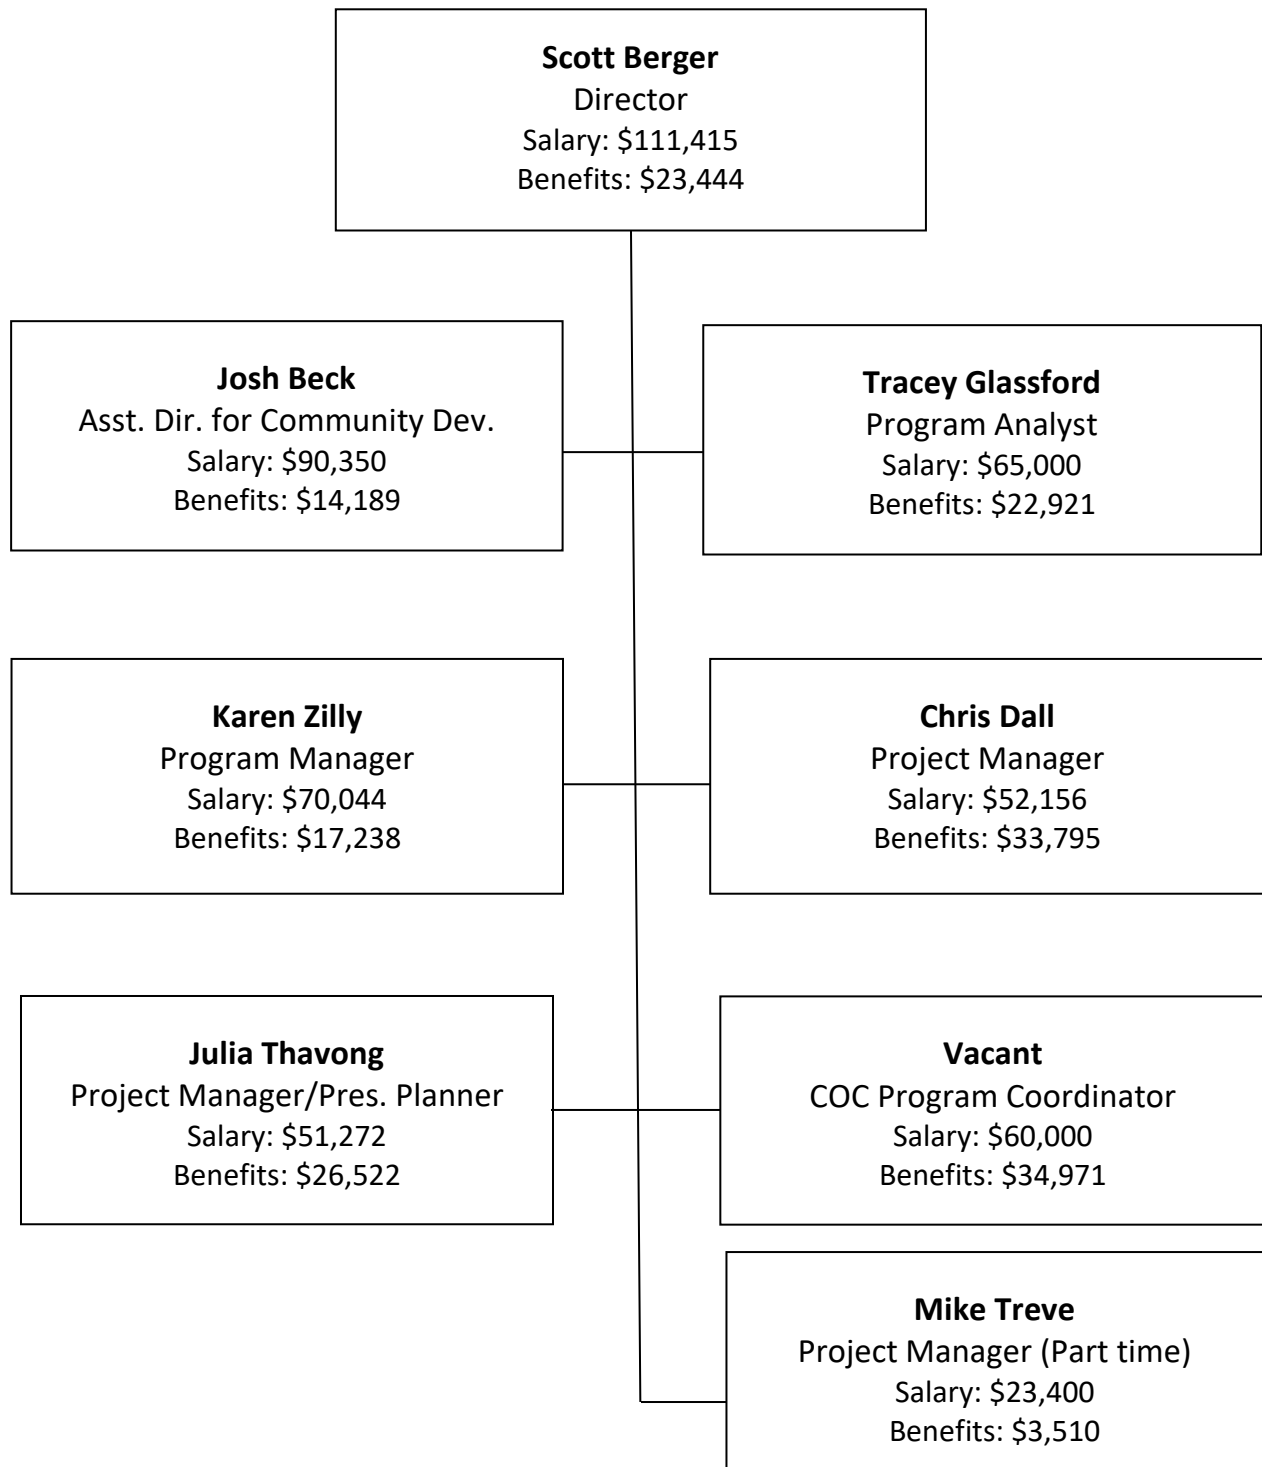 Scott Berger
Director
Salary: $111,415
Benefits: $23,444
Josh Beck
Asst. Dir. for Community Dev.
Salary: $90,350
Benefits: $14,189
Tracey Glassford
Program Analyst
Salary: $65,000
Benefits: $22,921
Karen Zilly
Program Manager
Salary: $70,044
Benefits: $17,238
Chris Dall
Project Manager
Salary: $52,156
Benefits: $33,795
Julia Thavong
Project Manager/Pres. Planner
Salary: $51,272
Benefits: $26,522
Vacant
COC Program Coordinator
Salary: $60,000
Benefits: $34,971
Mike Treve
Project Manager (Part time)
Salary: $23,400
Benefits: $3,510